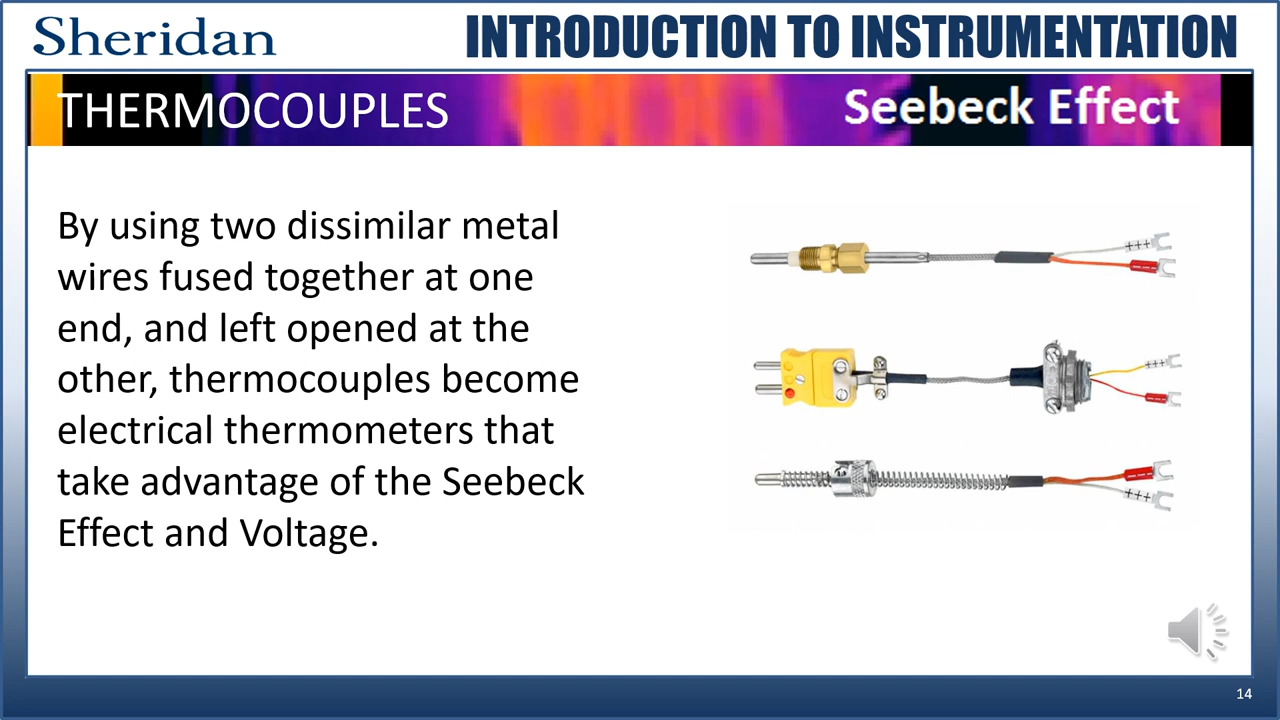 Sheridan
INTRODUCTION TO INSTRUMENTATION
THERMOCOUPLES
Seebeck Effect
By using two dissimilar metal
wires fused together at one
end, and left opened at the
other, thermocouples become
electrical thermometers that
take advantage of the Seebeck
Effect and Voltage.
14